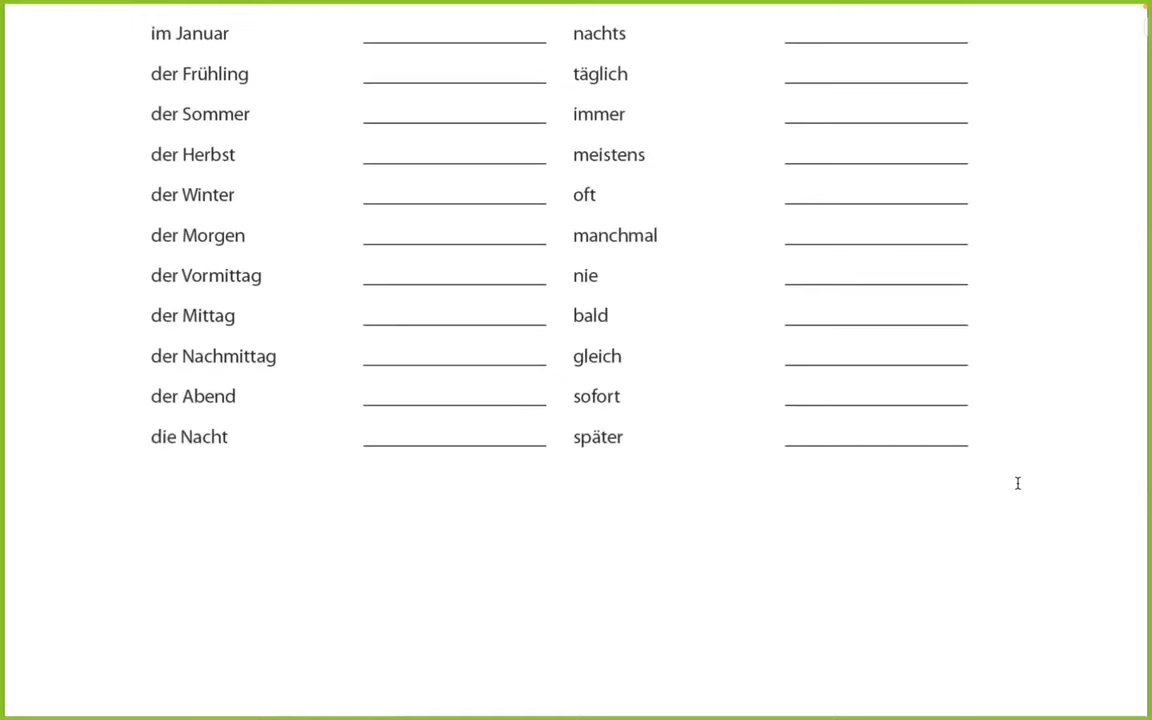 im Januar
der Frühling
der Sommer
der Herbst
der Winter
der Morgen
der Vormittag
der Mittag
der Nachmittag
der Abend
die Nacht
nachts
täglich
immer
meistens
oft
manchmal
nie
bald
gleich
sofort
später